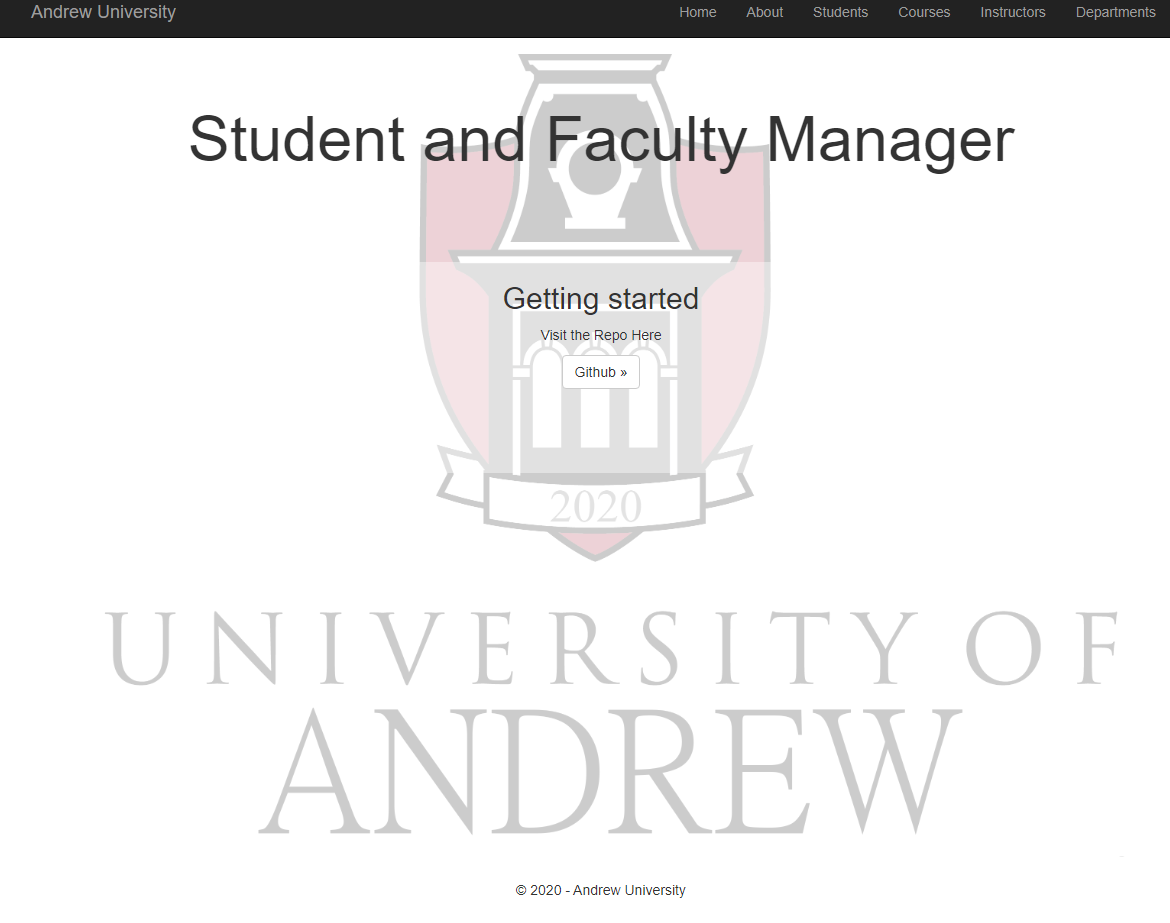 Andrew University Home About Students Courses Instructors Departments
Student and Faculty Manager
Getting started
Visit the Repo Here
Github »
2020
UNIVERSITY OF
ANDREW
© 2020 - Andrew University